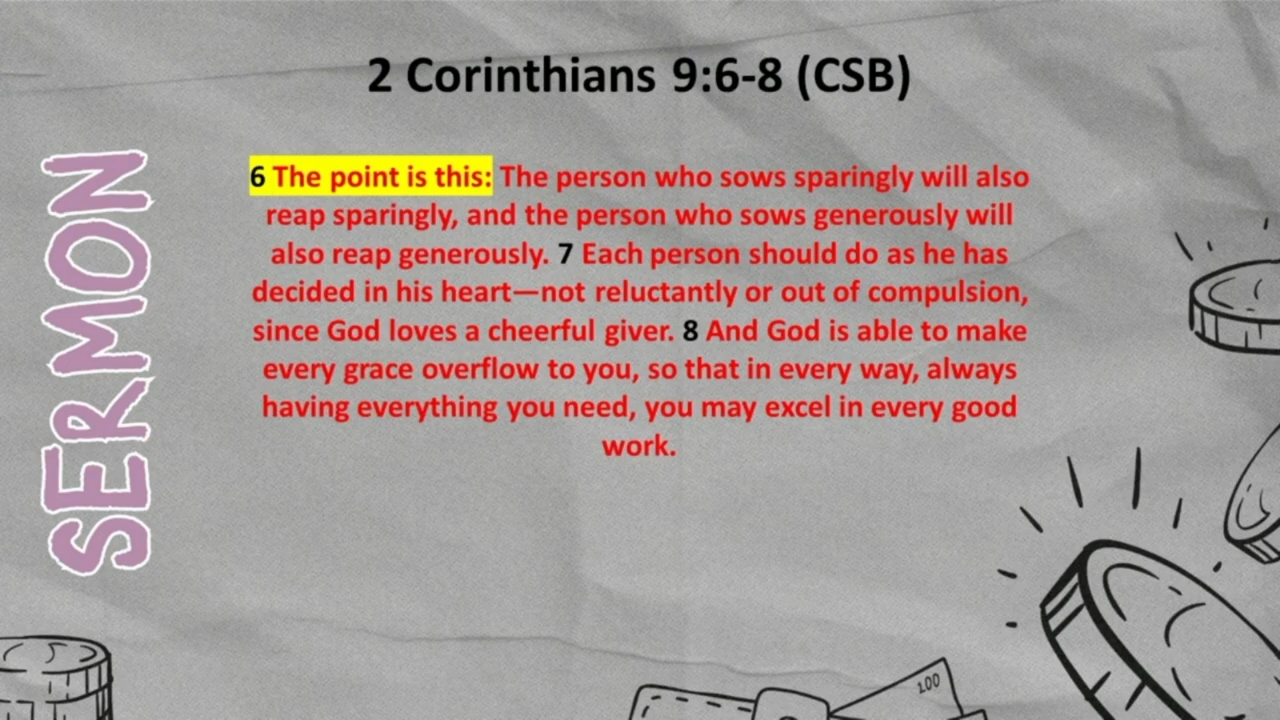 2 Corinthians 9:6-8 (CSB)
SERMON
6 The point is this: The person who sows sparingly will also
reap sparingly, and the person who sows generously will
also reap generously. 7 Each person should do as he has
decided in his heart—not reluctantly or out of compulsion,
since God loves a cheerful giver. 8 And God is able to make
every grace overflow to you, so that in every way, always
having everything you need, you may excel in every good
work.
100